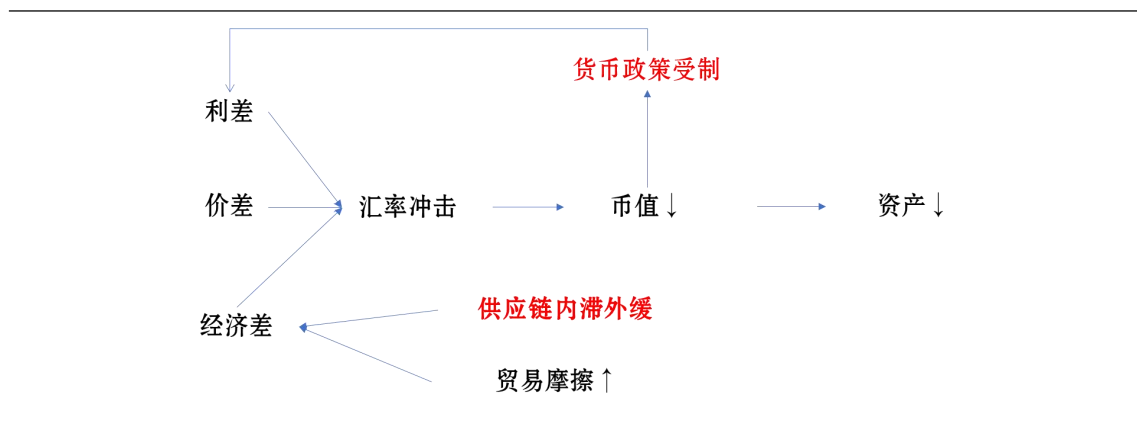 货币政策受制
利差
价差
汇率冲击
币值↓
资产↓
供应链内滞外缓
经济差
贸易摩擦↑